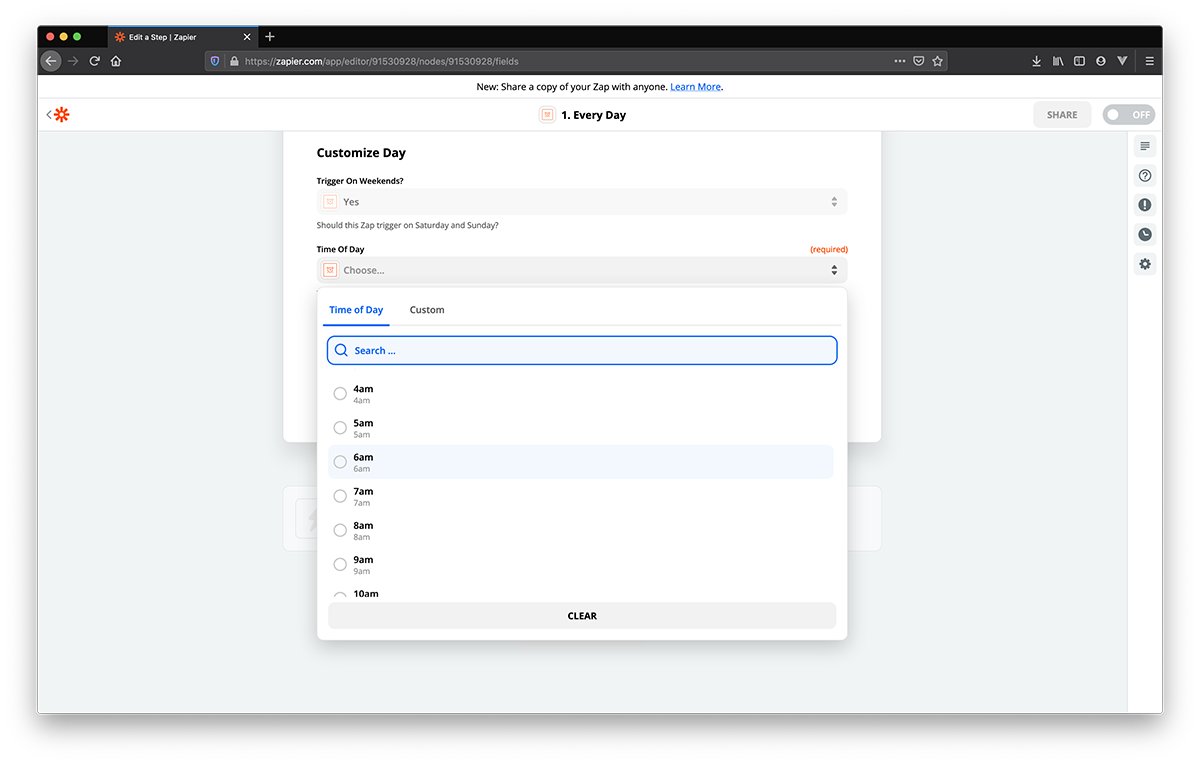 Edit a Step | Zapier
https://zapier.com/app/editor/91530928/nodes/91530928/fields
New: Share a copy of your Zap with anyone. Learn More.
1. Every Day
SHARE
OFF
Customize Day
Trigger On Weekends?
Yes
Should this Zap trigger on Saturday and Sunday?
Time Of Day (required)
Choose...
Time of Day Custom
Search ...
4am
4am
5am
5am
6am
6am
7am
7am
8am
8am
9am
9am
10am
CLEAR